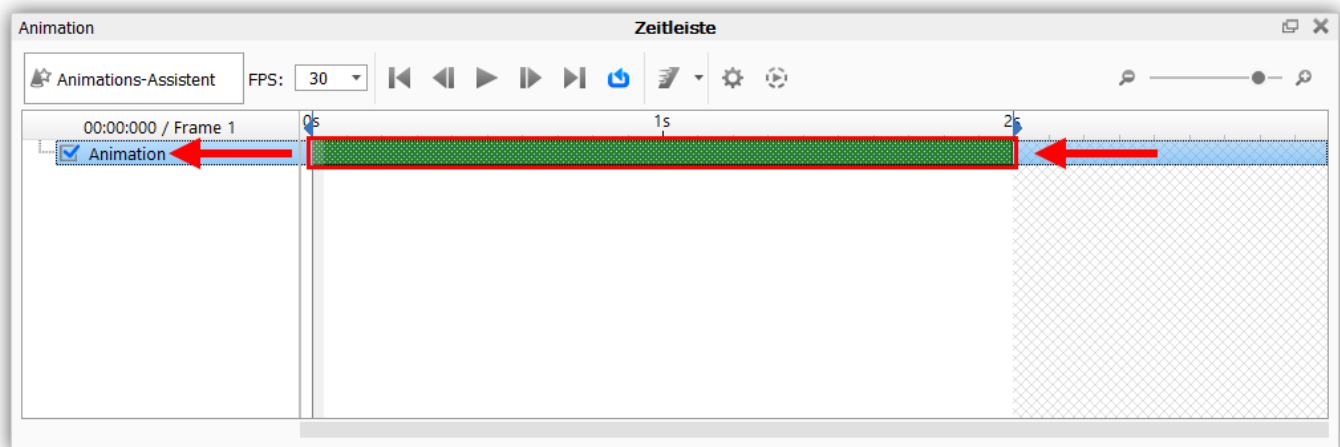 Animation Zeitleiste
Animations-Assistent FPS: 30
00:00:000 / Frame 1 0s 1s 2s
Animation